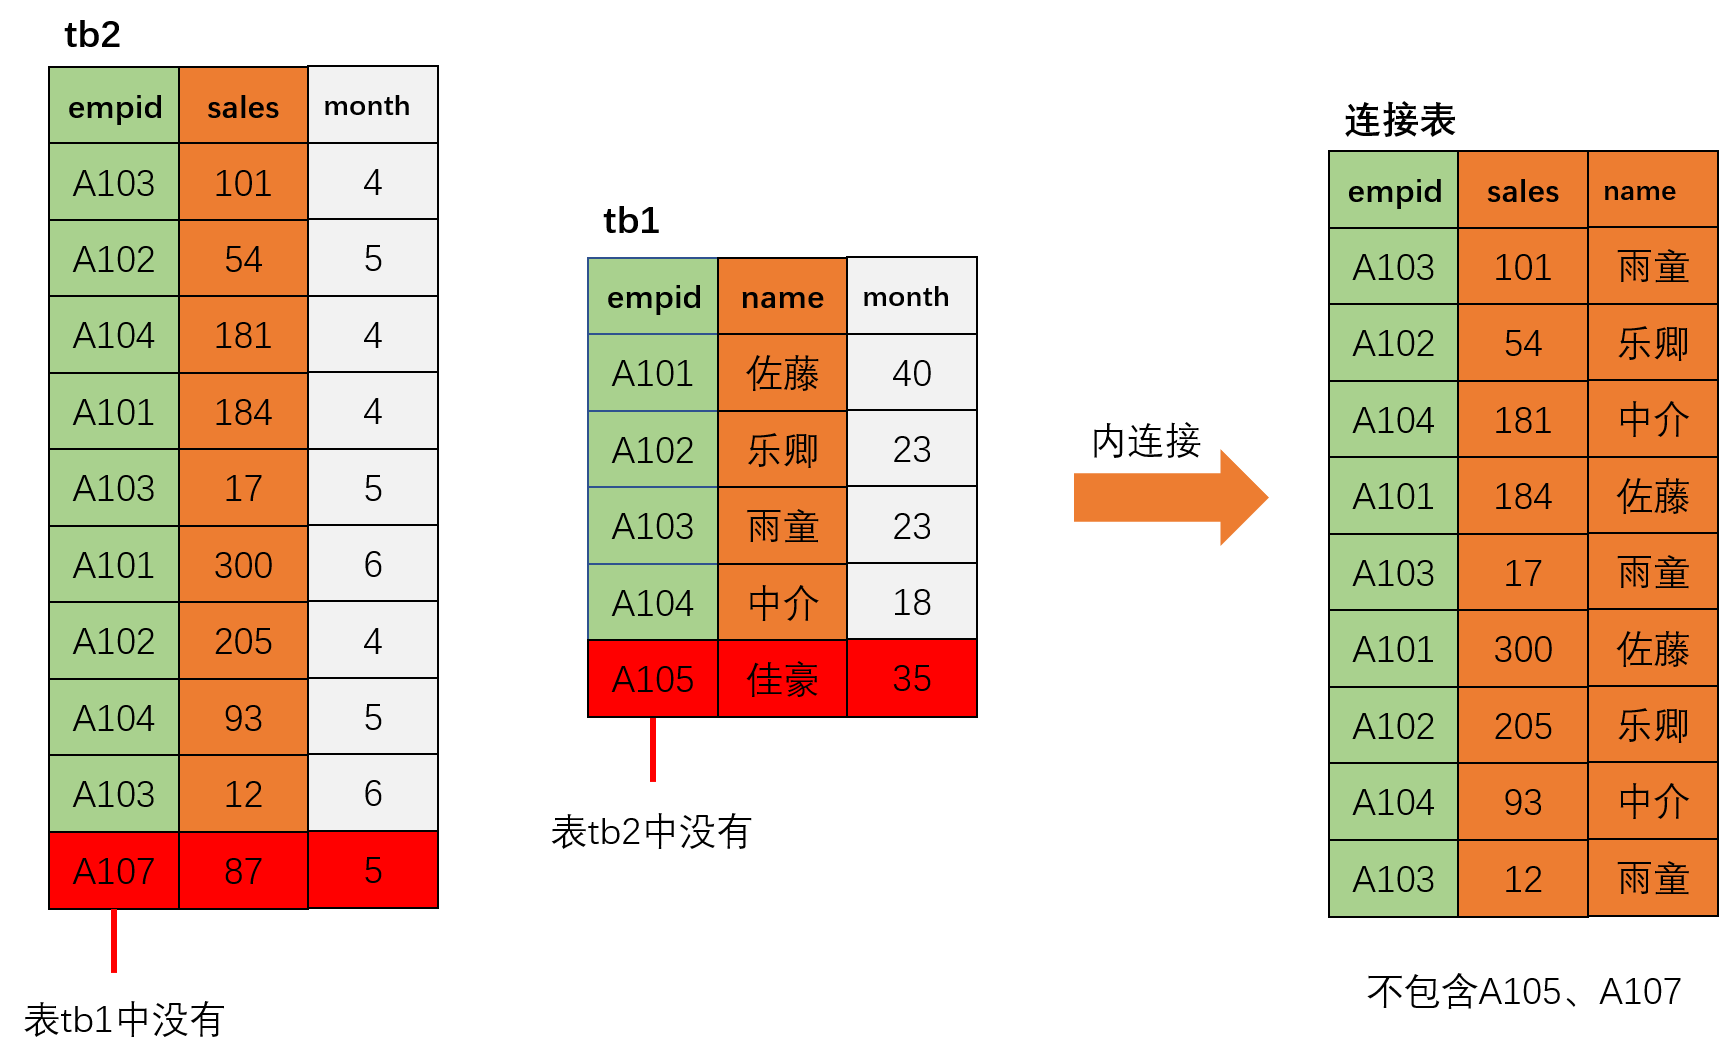 tb2
empid sales month
A103 101 4
A102 54 5
A104 181 4
A101 184 4
A103 17 5
A101 300 6
A102 205 4
A104 93 5
A103 12 6
A107 87 5
表tb1中没有
tb1
empid name month
A101 佐藤 40
A102 乐卿 23
A103 雨童 23
A104 中介 18
A105 佳豪 35
表tb2中没有
内连接
连接表
empid sales name
A103 101 雨童
A102 54 乐卿
A104 181 中介
A101 184 佐藤
A103 17 雨童
A101 300 佐藤
A102 205 乐卿
A104 93 中介
A103 12 雨童
不包含A105、A107